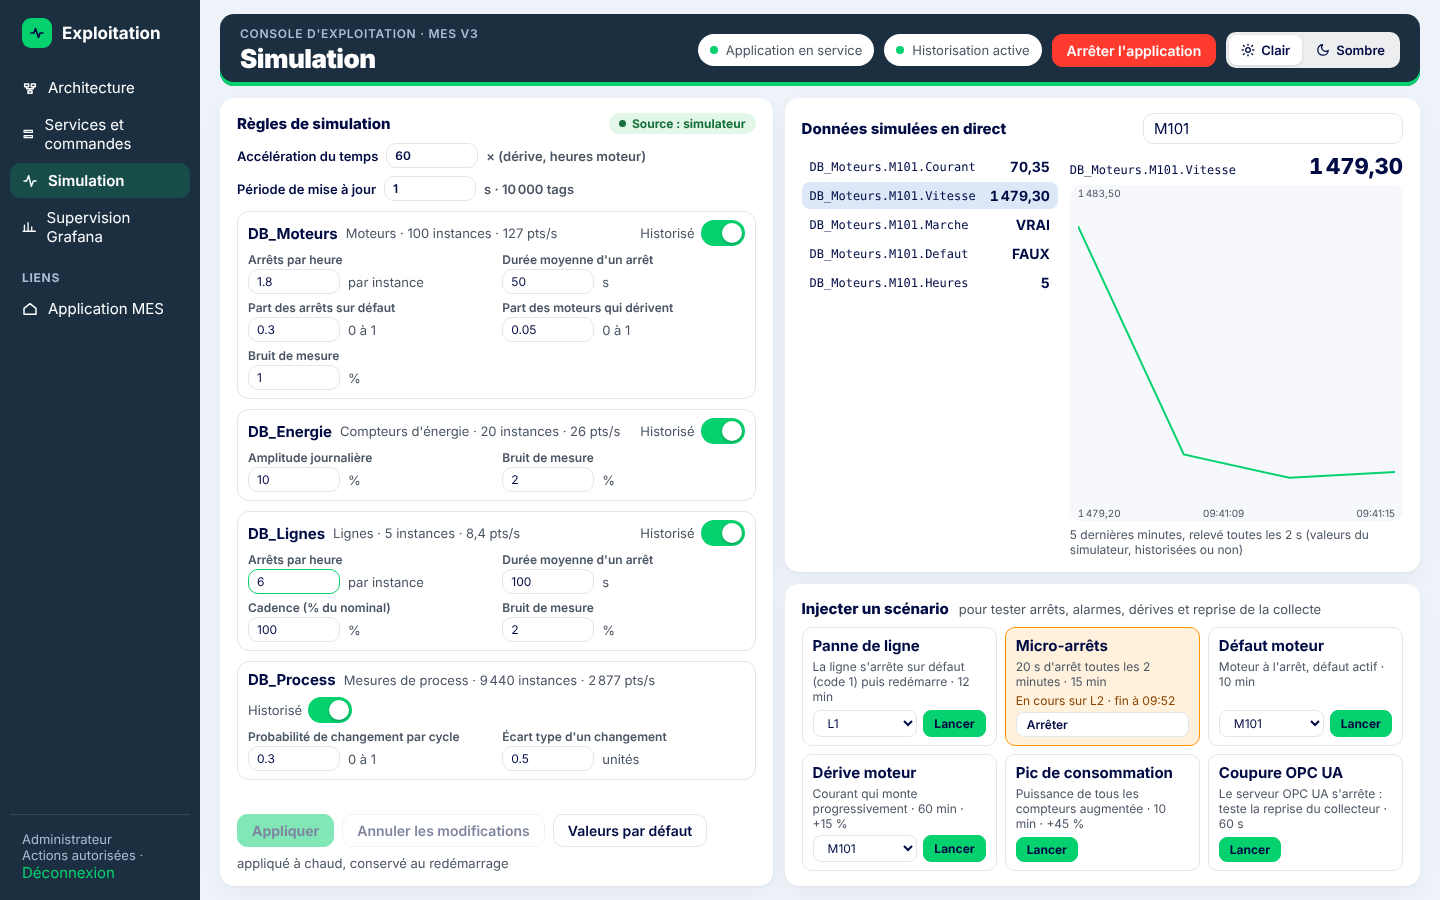 Exploitation
Architecture
Services et
commandes
Simulation
Supervision
Grafana
LIENS
Application MES
Administrateur
Actions autorisées ·
Déconnexion
CONSOLE D'EXPLOITATION · MES V3
Simulation
Application en service
Historisation active
Arrêter l'application
Clair
Sombre
Règles de simulation
Source : simulateur
Accélération du temps 60 × (dérive, heures moteur)
Période de mise à jour 1 s · 10 000 tags
DB_Moteurs Moteurs · 100 instances · 127 pts/s Historisé
Arrêts par heure Durée moyenne d'un arrêt
1.8 par instance 50 s
Part des arrêts sur défaut Part des moteurs qui dérivent
0.3 0 à 1 0.05 0 à 1
Bruit de mesure
1 %
DB_Energie Compteurs d'énergie · 20 instances · 26 pts/s Historisé
Amplitude journalière Bruit de mesure
10 % 2 %
DB_Lignes Lignes · 5 instances · 8,4 pts/s Historisé
Arrêts par heure Durée moyenne d'un arrêt
6 par instance 100 s
Cadence (% du nominal) Bruit de mesure
100 % 2 %
DB_Process Mesures de process · 9 440 instances · 2 877 pts/s
Historisé
Probabilité de changement par cycle Écart type d'un changement
0.3 0 à 1 0.5 unités
Appliquer Annuler les modifications Valeurs par défaut
appliqué à chaud, conservé au redémarrage
Données simulées en direct M101
DB_Moteurs.M101.Courant 70,35
DB_Moteurs.M101.Vitesse 1 479,30
DB_Moteurs.M101.Marche VRAI
DB_Moteurs.M101.Defaut FAUX
DB_Moteurs.M101.Heures 5
DB_Moteurs.M101.Vitesse 1 479,30
1 483,50
1 479,20 09:41:09 09:41:15
5 dernières minutes, relevé toutes les 2 s (valeurs du
simulateur, historisées ou non)
Injecter un scénario pour tester arrêts, alarmes, dérives et reprise de la collecte
Panne de ligne
La ligne s'arrête sur défaut
(code 1) puis redémarre · 12
min
L1 Lancer
Micro-arrêts
20 s d'arrêt toutes les 2
minutes · 15 min
En cours sur L2 · fin à 09:52
Arrêter
Défaut moteur
Moteur à l'arrêt, défaut actif ·
10 min
M101 Lancer
Dérive moteur
Courant qui monte
progressivement · 60 min ·
+15 %
M101 Lancer
Pic de consommation
Puissance de tous les
compteurs augmentée · 10
min · +45 %
Lancer
Coupure OPC UA
Le serveur OPC UA s'arrête :
teste la reprise du collecteur ·
60 s
Lancer